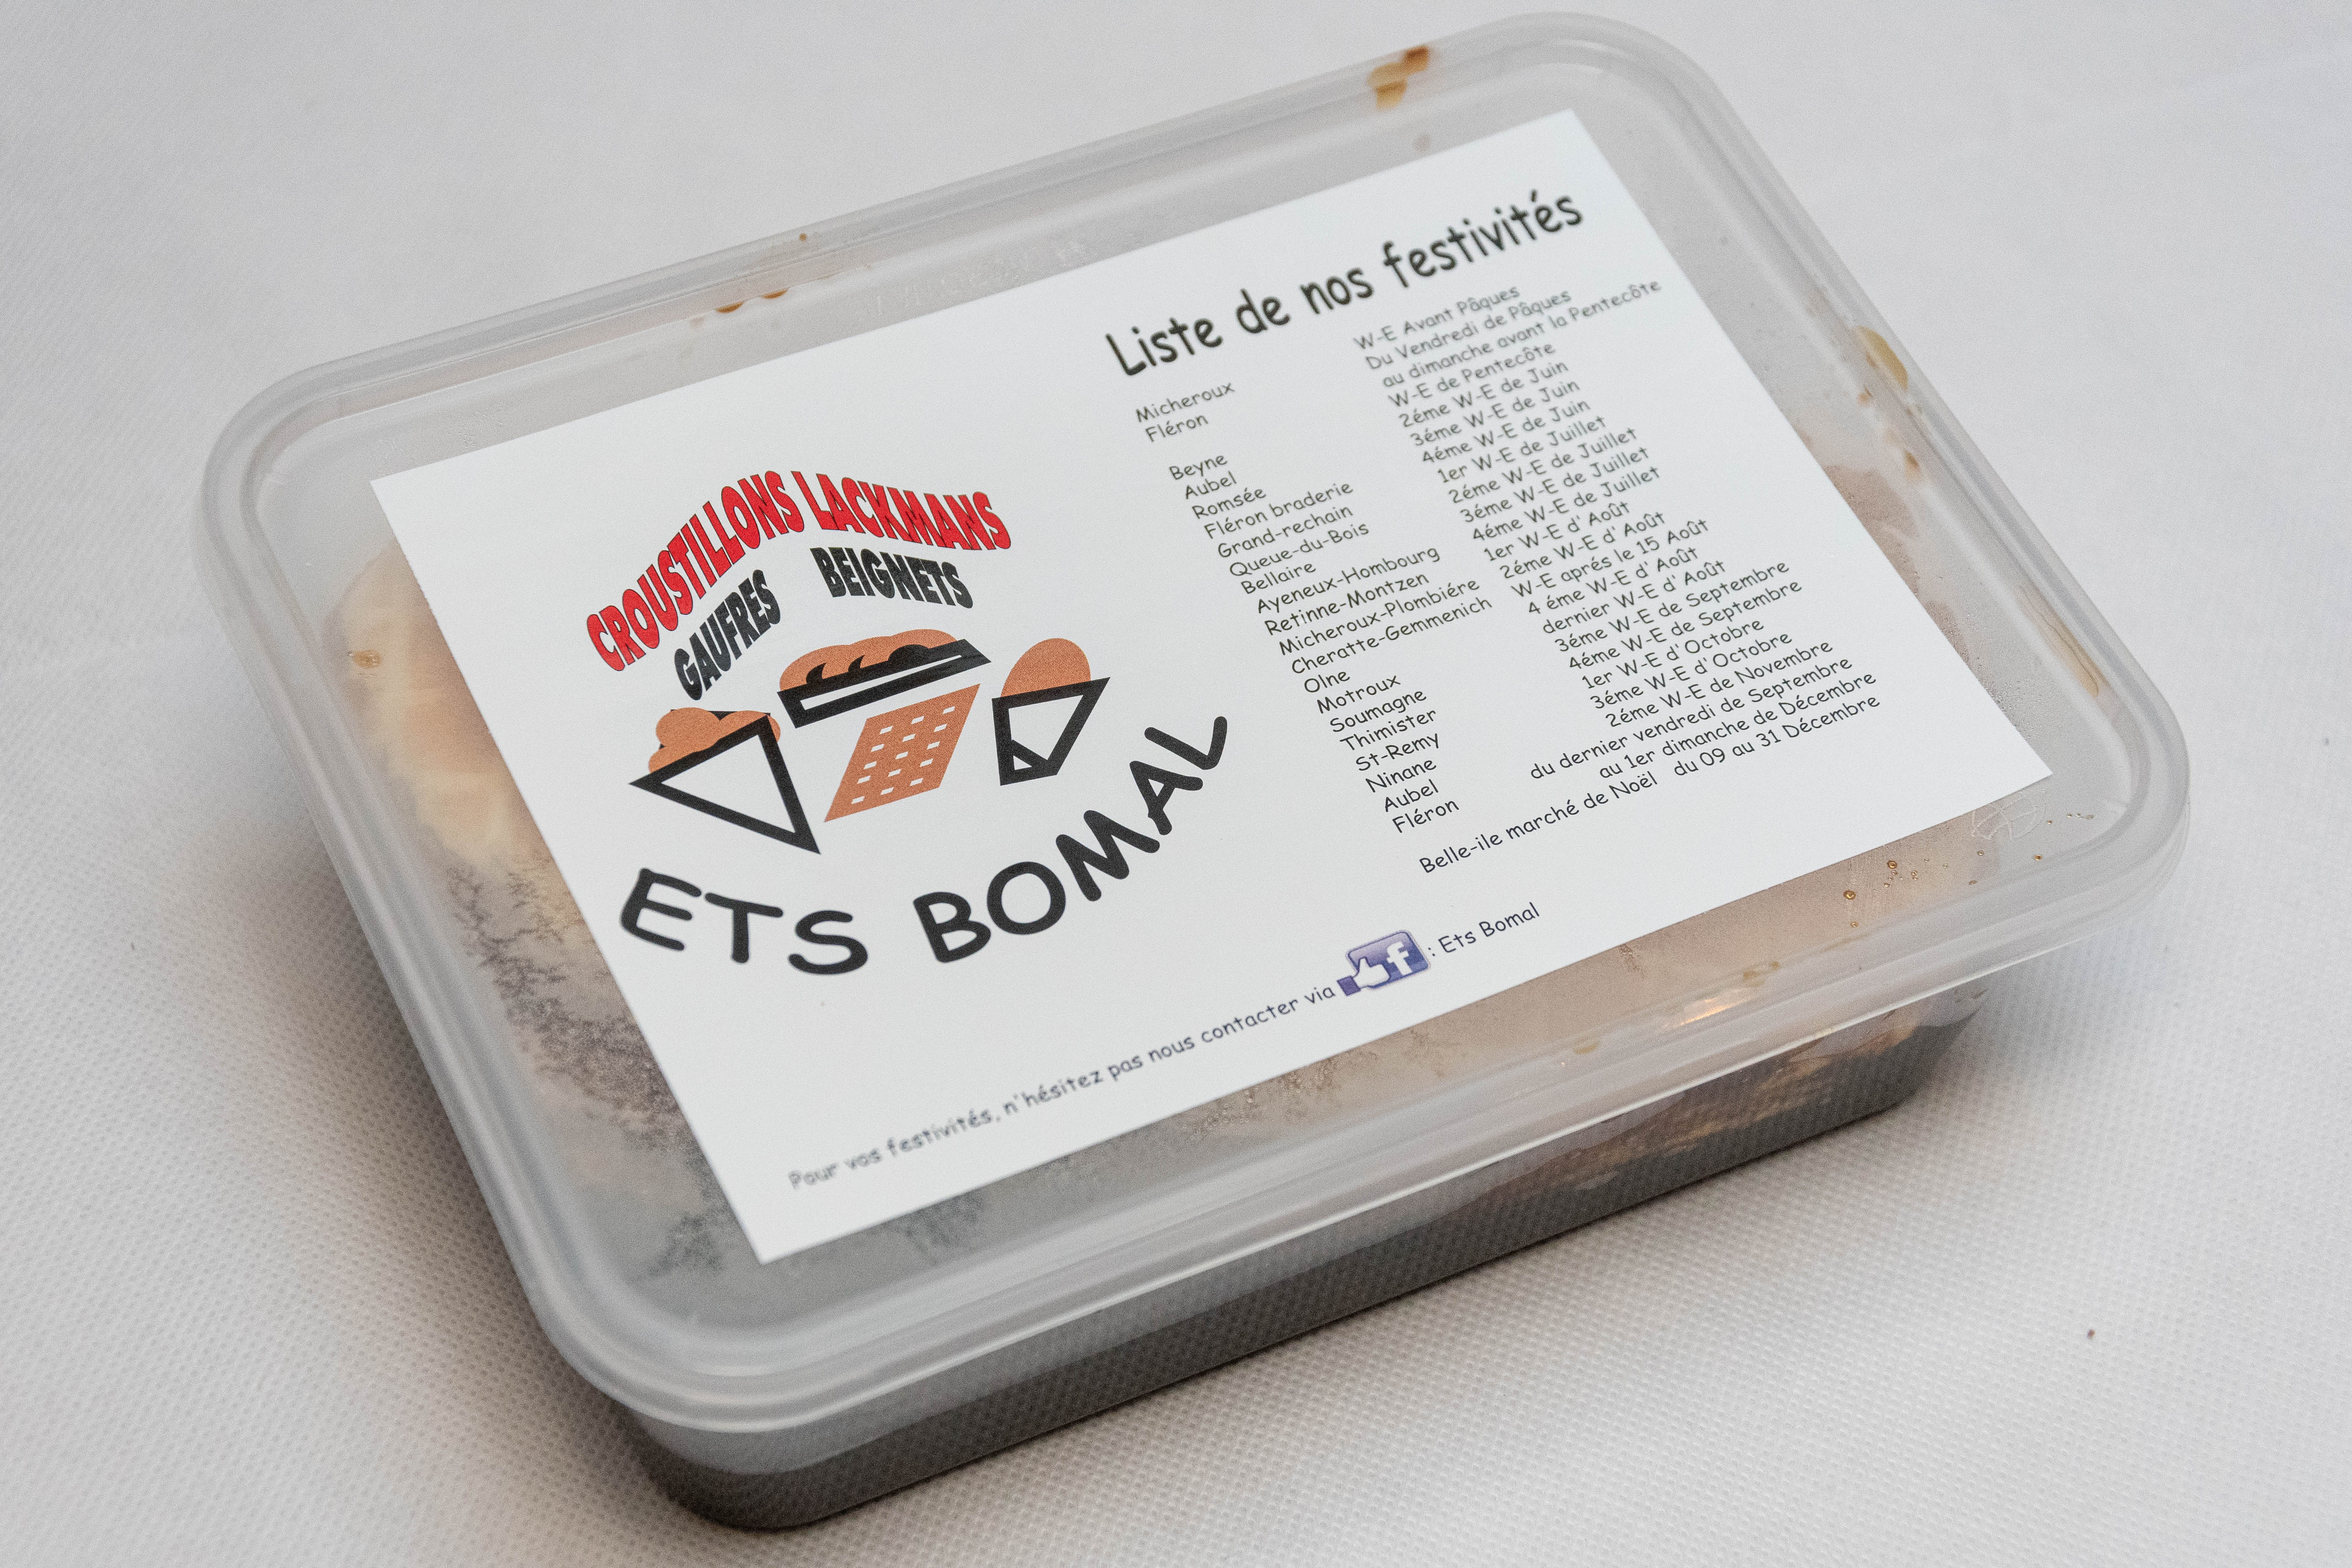 CROUSTILLONS LACKMANS
GAUFRES BEIGNETS
ETS BOMAL
Liste de nos festivités
Micheroux W-E Avant Pâques
Fléron Du Vendredi de Pâques
au dimanche avant la Pentecôte
Beyne W-E de Pentecôte
Aubel 2éme W-E de Juin
Romsée 3éme W-E de Juin
Fléron braderie 4éme W-E de Juin
Grand-rechain 1er W-E de Juillet
Queue-du-Bois 2éme W-E de Juillet
Bellaire 3éme W-E de Juillet
Ayeneux-Hombourg 4éme W-E de Juillet
Retinne-Montzen 1er W-E d'Août
Micheroux-Plombiére 2éme W-E d'Août
Cheratte-Gemmenich W-E aprés le 15 Août
Olne 4 éme W-E d'Août
Motroux dernier W-E d'Août
Soumagne 3éme W-E de Septembre
Thimister 4éme W-E de Septembre
St-Remy 1er W-E d'Octobre
Ninane 3éme W-E d'Octobre
Aubel 2éme W-E de Novembre
Fléron du dernier vendredi de Septembre
au 1er dimanche de Décembre
Belle-ile marché de Noël du 09 au 31 Décembre
Pour vos festivités, n'hésitez pas nous contacter via f : Ets Bomal